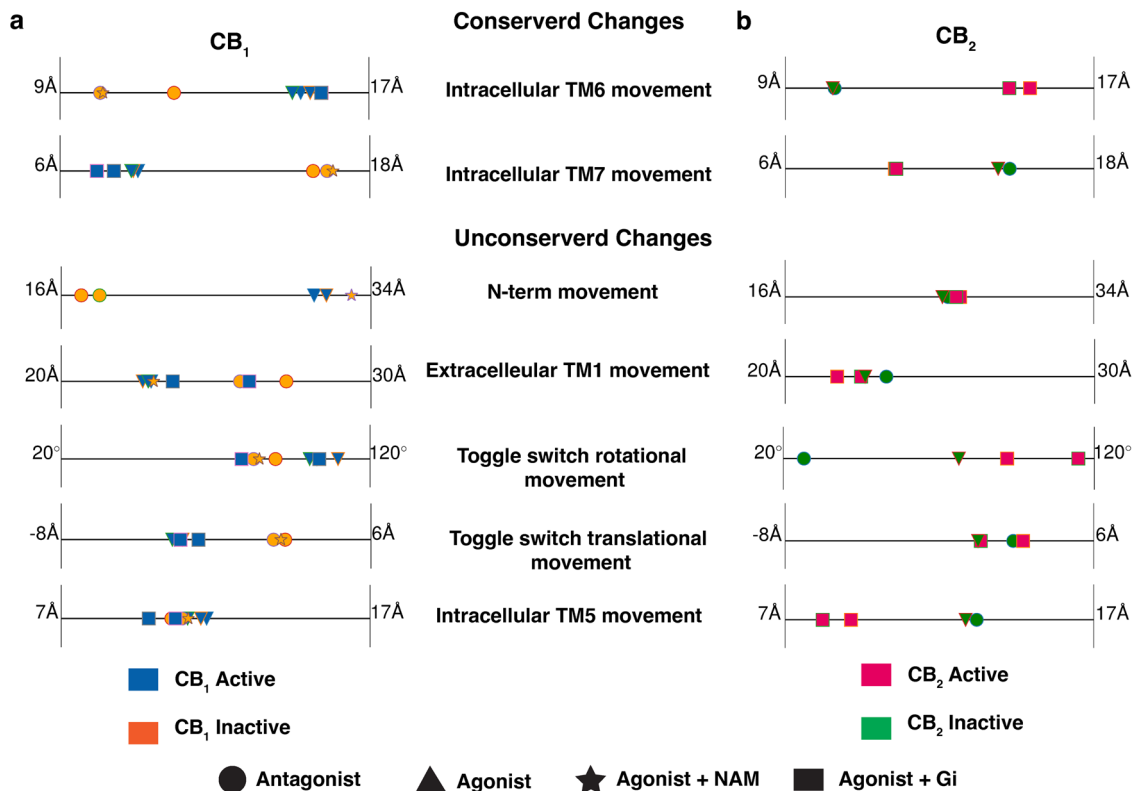 a
Conserverd Changes
b
CB1
CB2
9Å
17Å
Intracellular TM6 movement
9Å
17Å
6Å
18Å
Intracellular TM7 movement
6Å
18Å
Unconserverd Changes
16Å
34Å
N-term movement
16Å
34Å
20Å
30Å
Extracelleular TM1 movement
20Å
30Å
20°
120°
Toggle switch rotational
movement
20°
120°
-8Å
6Å
Toggle switch translational
movement
-8Å
6Å
7Å
17Å
Intracellular TM5 movement
7Å
17Å
CB1 Active
CB2 Active
CB1 Inactive
CB2 Inactive
Antagonist
Agonist
Agonist + NAM
Agonist + Gi